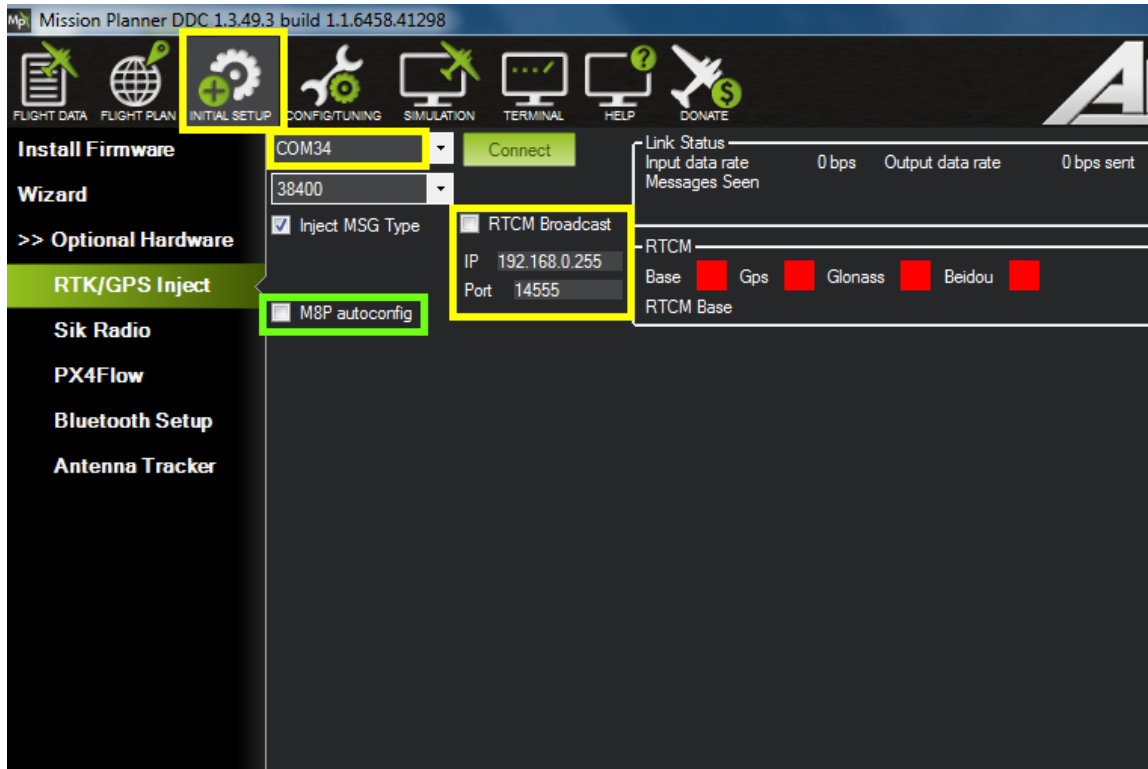 Mission Planner DDC 1.3.49.3 build 1.1.6458.41298
FLIGHT DATA FLIGHT PLAN INITIAL SETUP CONFIG/TUNING SIMULATION TERMINAL HELP DONATE
Install Firmware
Wizard
>> Optional Hardware
RTK/GPS Inject
Sik Radio
PX4Flow
Bluetooth Setup
Antenna Tracker
COM34 Connect
38400
Inject MSG Type
M8P autoconfig
RTCM Broadcast
IP 192.168.0.255
Port 14555
Link Status
Input data rate 0 bps Output data rate 0 bps sent
Messages Seen
RTCM
Base Gps Glonass Beidou
RTCM Base